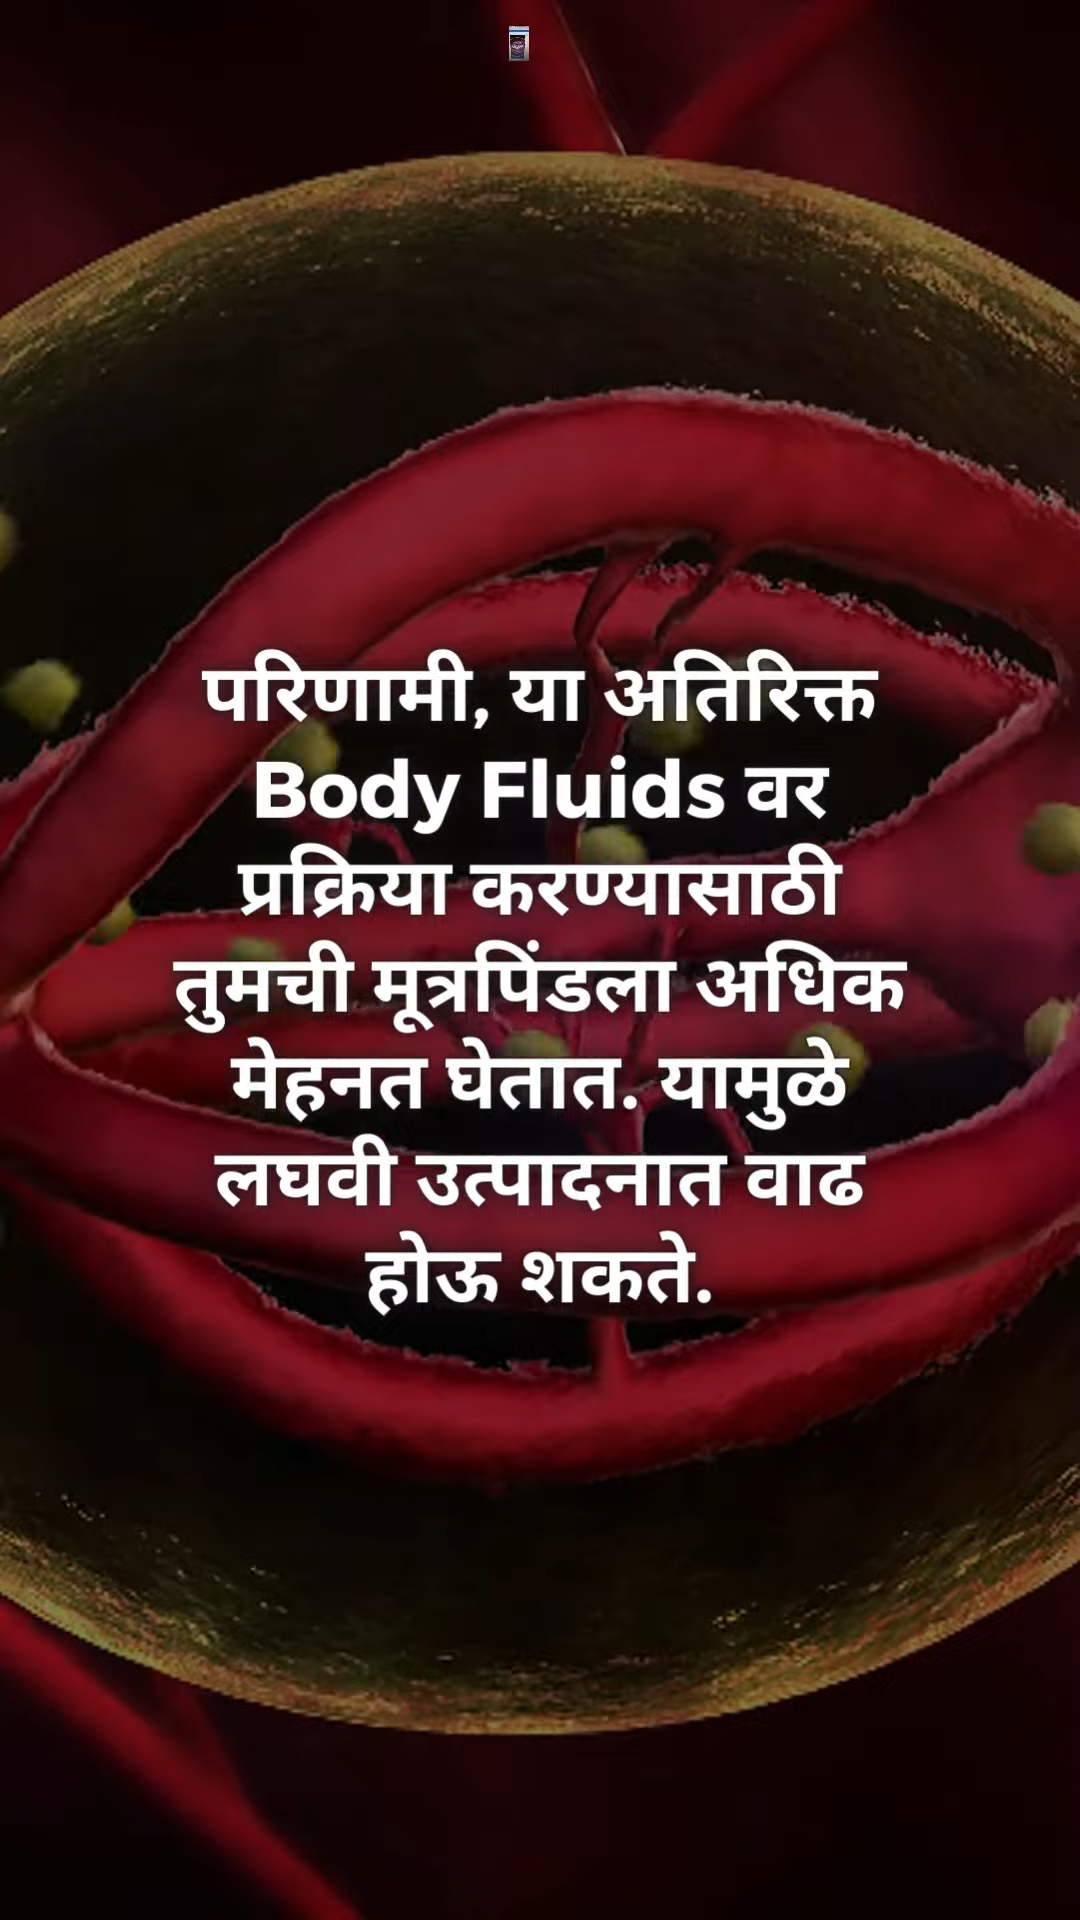 परिणामी, या अतिरिक्त
Body Fluids वर
प्रक्रिया करण्यासाठी
तुमची मूत्रपिंडला अधिक
मेहनत घेतात. यामुळे
लघवी उत्पादनात वाढ
होऊ शकते.